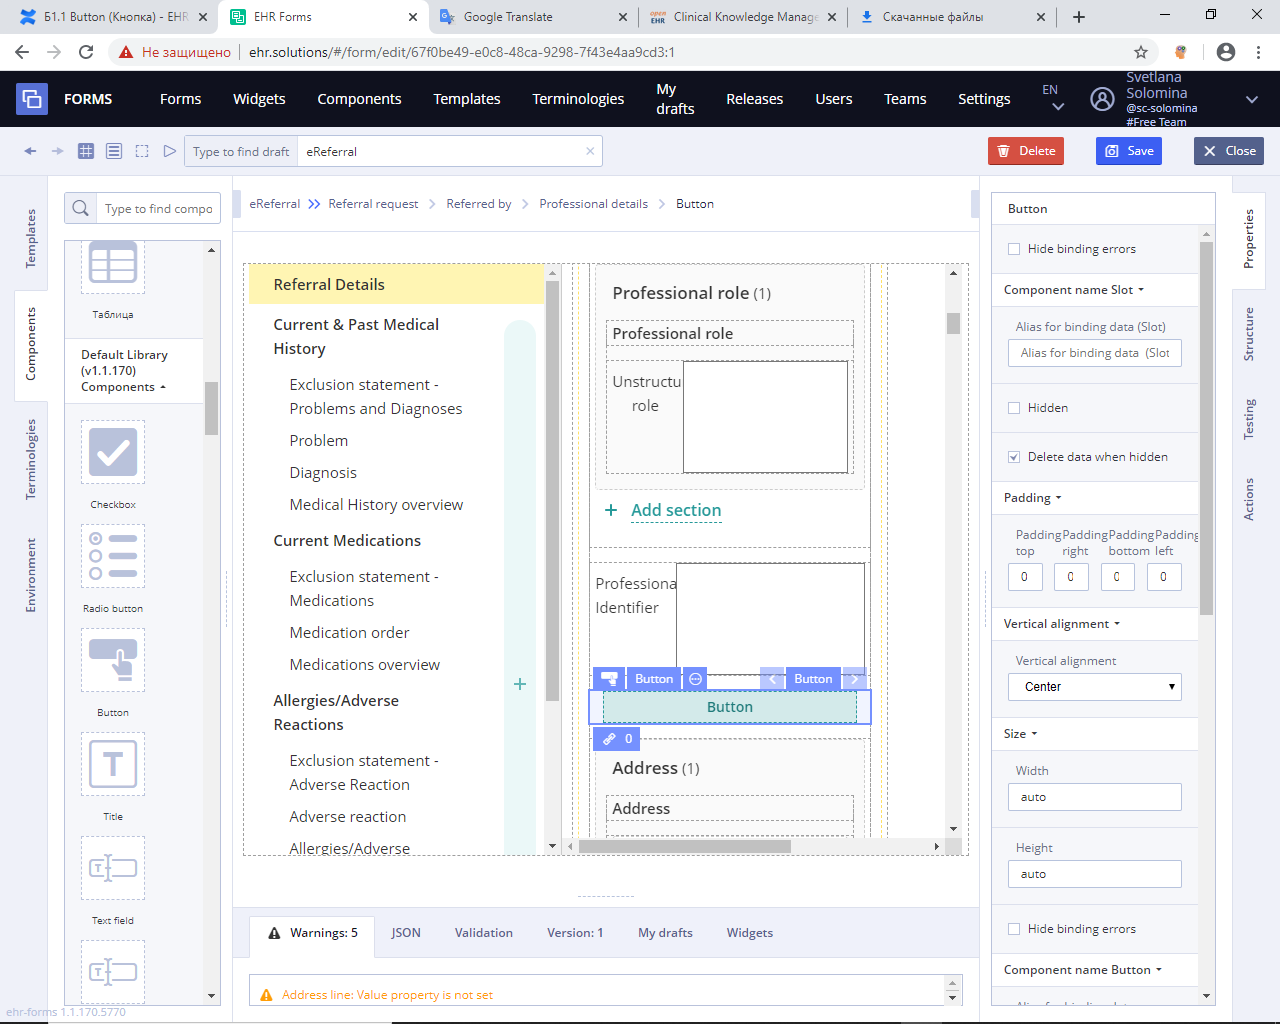 Б1.1 Button (Кнопка) - EHR
EHR Forms
Google Translate
Clinical Knowledge Manage
Скачанные файлы
Не защищено
ehr.solutions/#/form/edit/67f0be49-e0c8-48ca-9298-7f43e4aa9cd3:1
FORMS
Forms
Widgets
Components
Templates
Terminologies
My drafts
Releases
Users
Teams
Settings
EN
Svetlana Solomina
@sc-solomina
#Free Team
Type to find draft
eReferral
Delete
Save
Close
Templates
Components
Terminologies
Environment
Type to find compo
Таблица
Default Library
(v1.1.170)
Components
Checkbox
Radio button
Button
T
Title
Text field
eReferral
Referral request
Referred by
Professional details
Button
Referral Details
Current & Past Medical
History
Exclusion statement -
Problems and Diagnoses
Problem
Diagnosis
Medical History overview
Current Medications
Exclusion statement -
Medications
Medication order
Medications overview
Allergies/Adverse
Reactions
Exclusion statement -
Adverse Reaction
Adverse reaction
Allergies/Adverse
Professional role (1)
Professional role
Unstructu
role
+ Add section
Professiona
Identifier
Button
Button
Button
0
Address (1)
Address
Warnings: 5
JSON
Validation
Version: 1
My drafts
Widgets
Address line: Value property is not set
ehr-forms 1.1.170.5770
Button
Hide binding errors
Component name Slot
Alias for binding data (Slot)
Alias for binding data (Slot
Hidden
Delete data when hidden
Padding
Padding top
Padding right
Padding bottom
Padding left
0
0
0
0
Vertical alignment
Vertical alignment
Center
Size
Width
auto
Height
auto
Hide binding errors
Component name Button
Properties
Structure
Testing
Actions